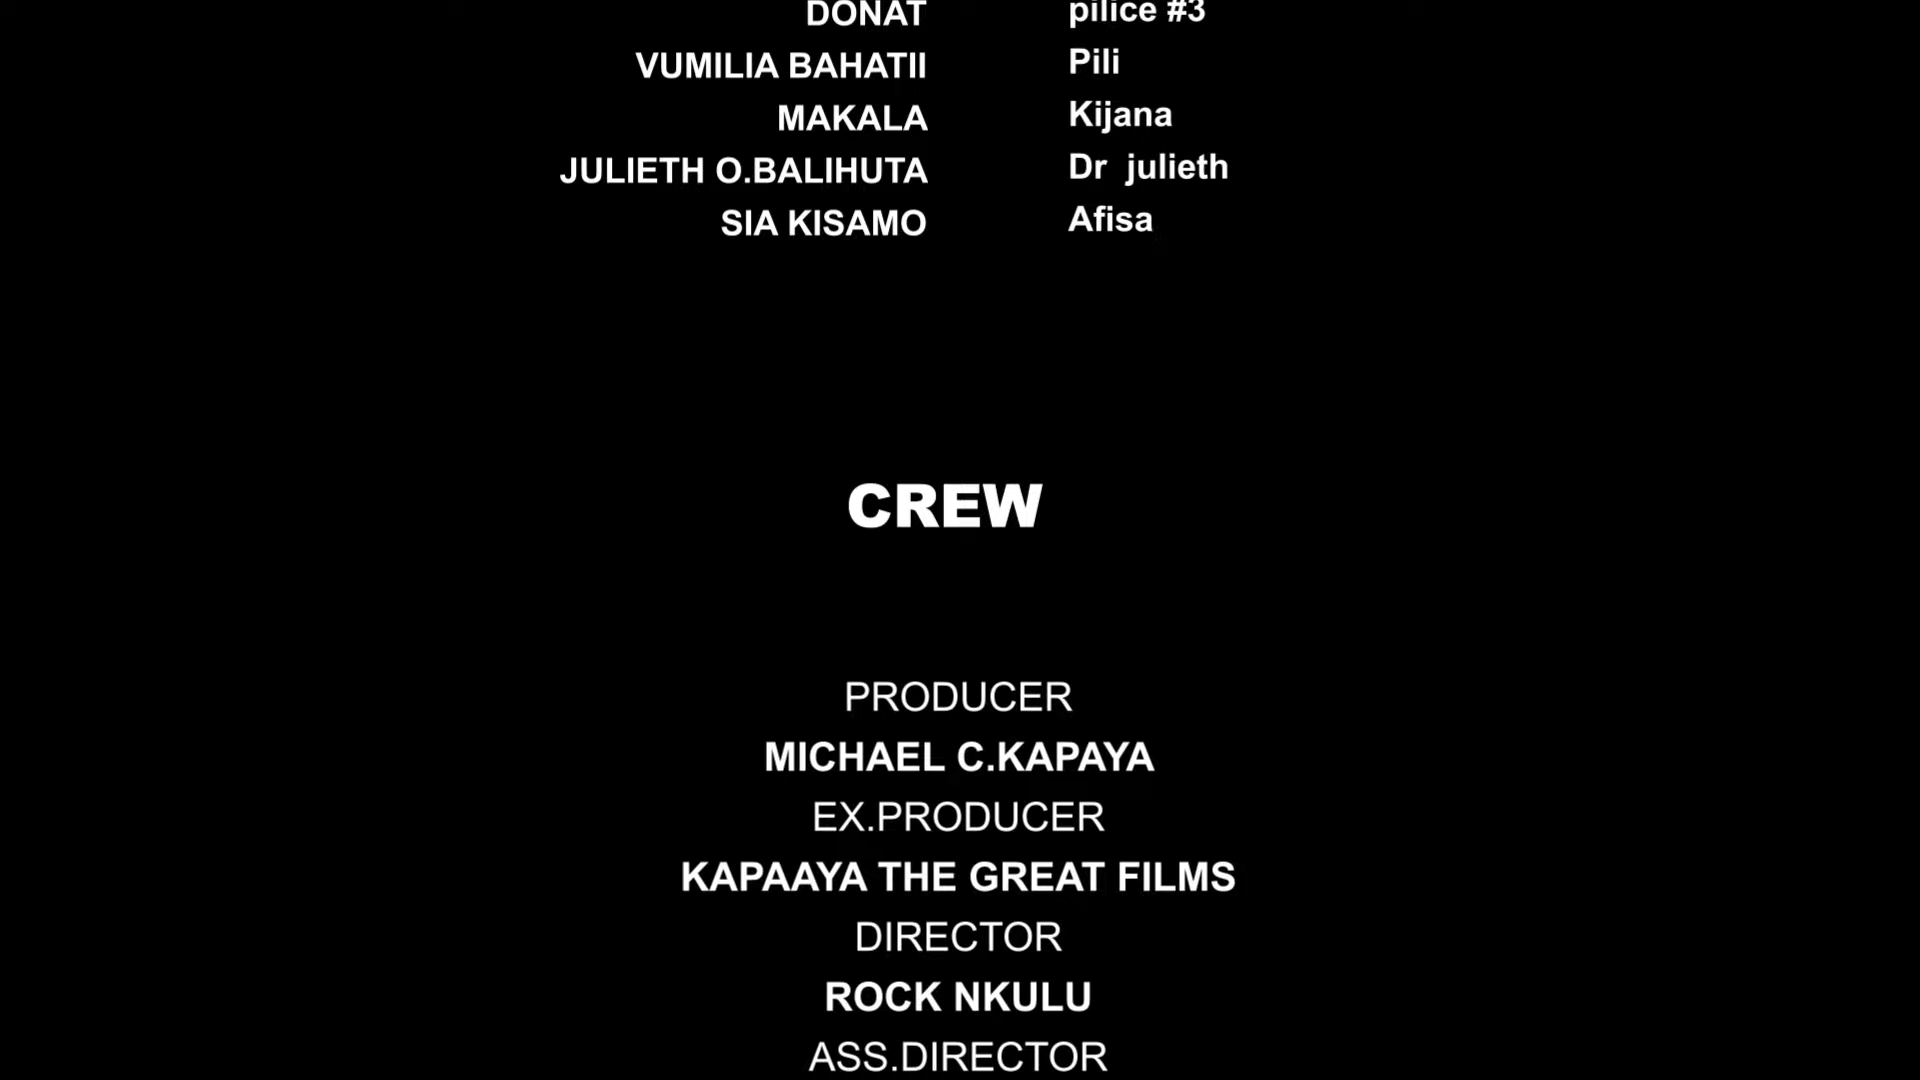 DONAT pilice #3
VUMILIA BAHATII Pili
MAKALA Kijana
JULIETH O.BALIHUTA Dr julieth
SIA KISAMO Afisa
CREW
PRODUCER
MICHAEL C.KAPAYA
EX.PRODUCER
KAPAAYA THE GREAT FILMS
DIRECTOR
ROCK NKULU
ASS.DIRECTOR